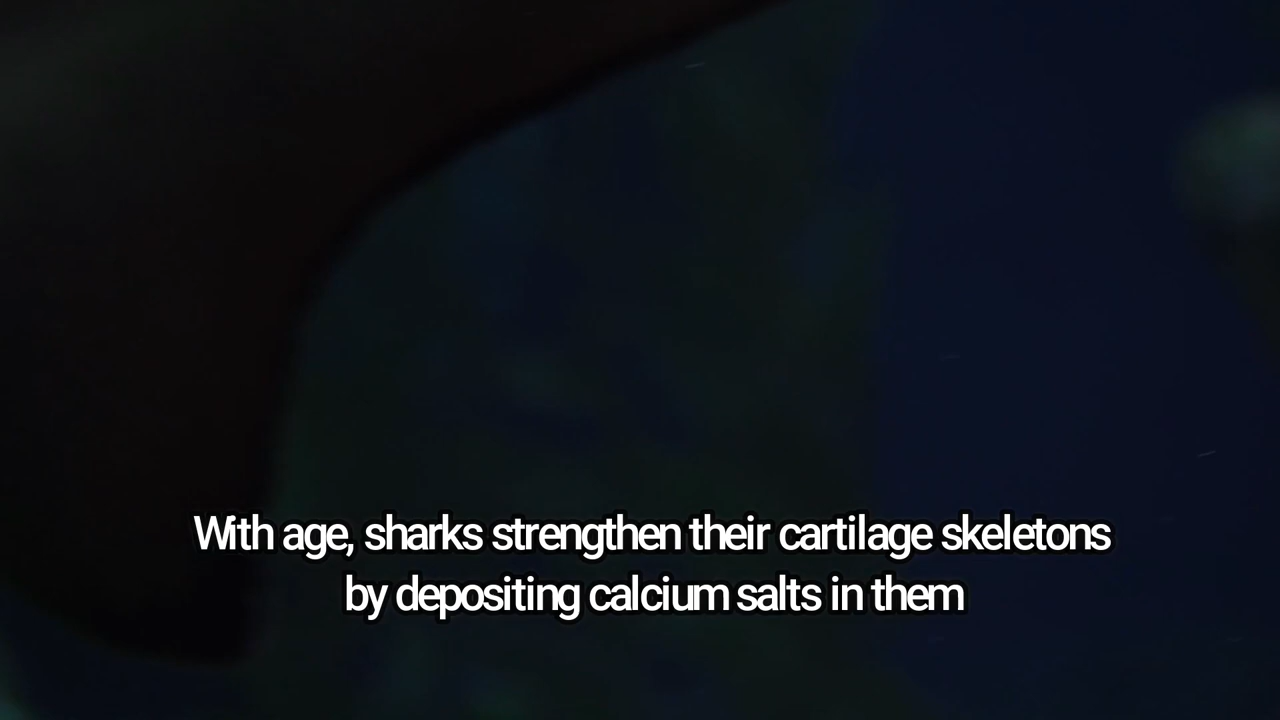 With age, sharks strengthen their cartilage skeletons
by depositing calcium salts in them